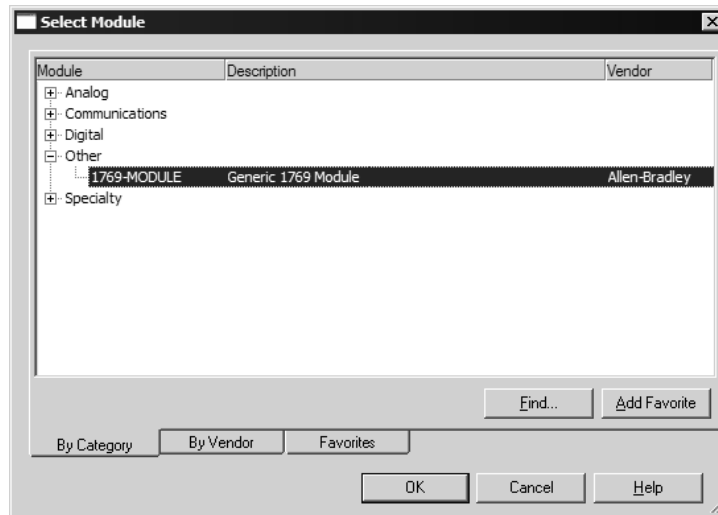 Select Module
Module Description Vendor
Analog
Communications
Digital
Other
1769-MODULE Generic 1769 Module Allen-Bradley
Specialty
Find... Add Favorite
By Category By Vendor Favorites
OK Cancel Help